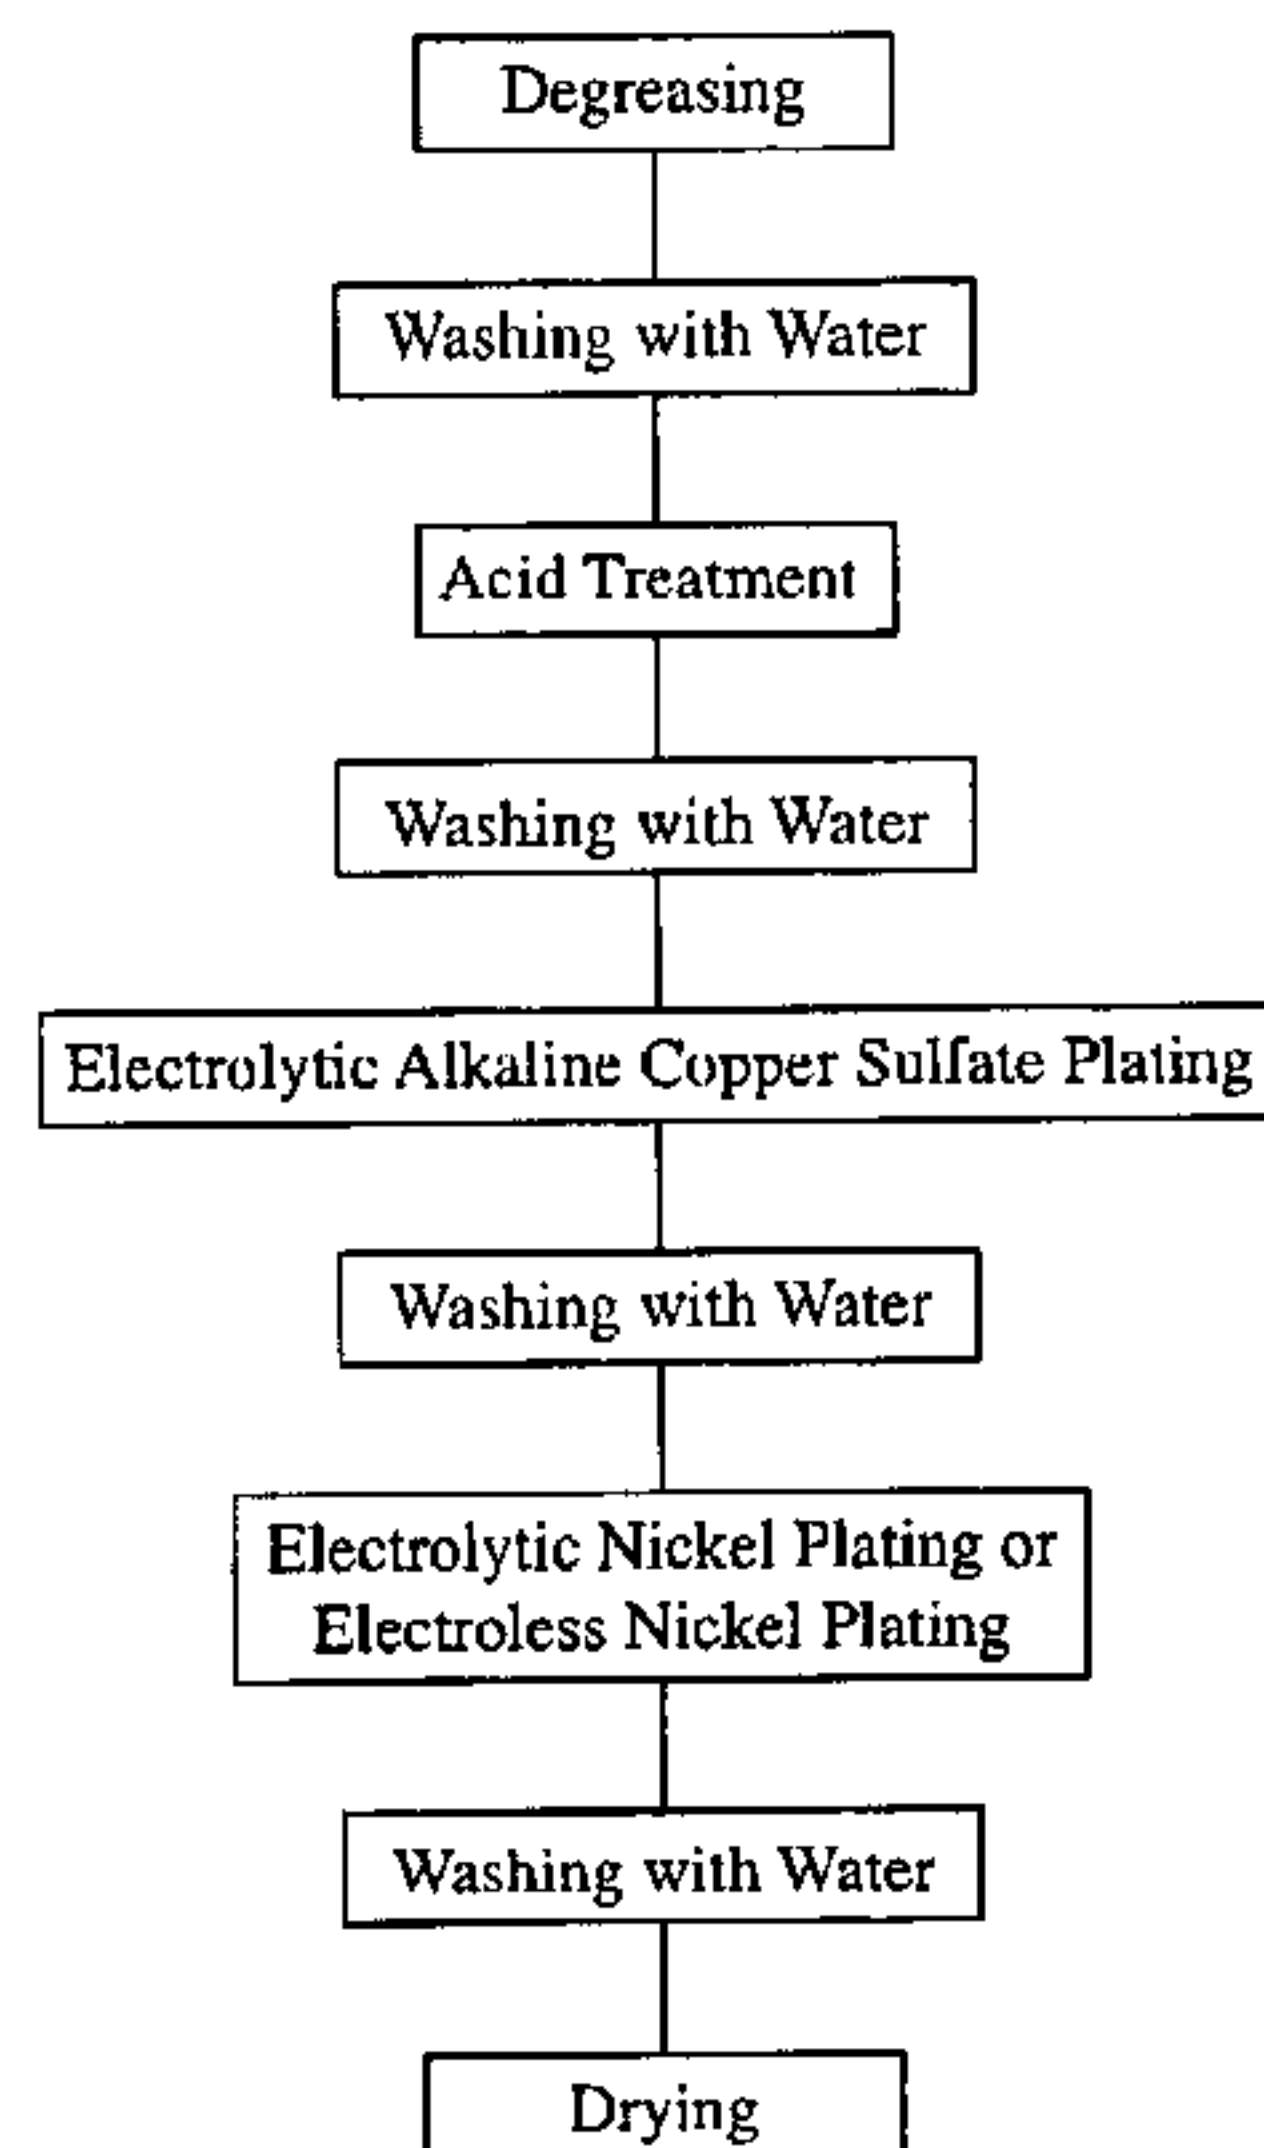 Degreasing
Washing with Water
Acid Treatment
Washing with Water
Electrolytic Alkaline Copper Sulfate Plating
Washing with Water
Electrolytic Nickel Plating or
Electroless Nickel Plating
Washing with Water
Drying